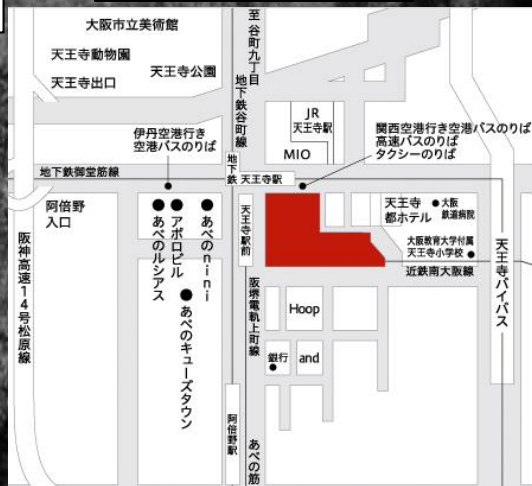 大阪市立美術館
天王寺動物園
天王寺公園
天王寺出口
至谷町九丁目
地下鉄谷町線
JR
天王寺駅
MIO
関西空港行き空港バスのりば
高速バスのりば
タクシーのりば
伊丹空港行き
空港バスのりば
地下鉄御堂筋線
地下鉄
天王寺駅
阿倍野
入口
阪神高速14号松原線
あべのルシアス
アポロビル
あべのnini
あべのキューズタウン
天王寺駅前
阪堺電軌上町線
天王寺
都ホテル
大阪
鉄道病院
大阪教育大学付属
天王寺小学校
近鉄南大阪線
天王寺バイパス
Hoop
銀行
and
阿倍野駅
あべの筋